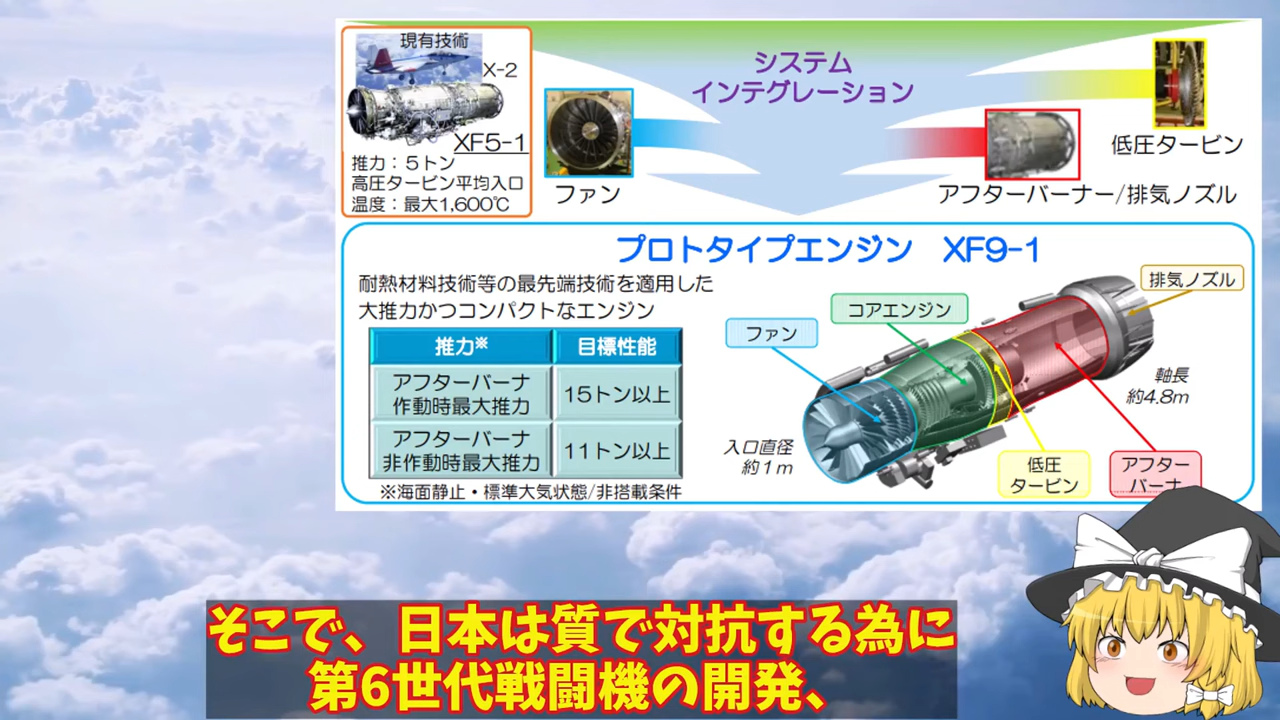 現有技術
X-2
XF5-1
推力：５トン
高圧タービン平均入口
温度：最大1,600℃
ファン
システム
インテグレーション
アフターバーナー/排気ノズル
低圧タービン
プロトタイプエンジン　XF9-1
耐熱材料技術等の最先端技術を適用した
大推力かつコンパクトなエンジン
推力※
目標性能
アフターバーナ
作動時最大推力
15トン以上
アフターバーナ
非作動時最大推力
11トン以上
※海面静止・標準大気状態/非搭載条件
ファン
コアエンジン
排気ノズル
軸長
約4.8m
入口直径
約１ｍ
低圧
タービン
アフター
バーナ
そこで、日本は質で対抗する為に
第6世代戦闘機の開発、